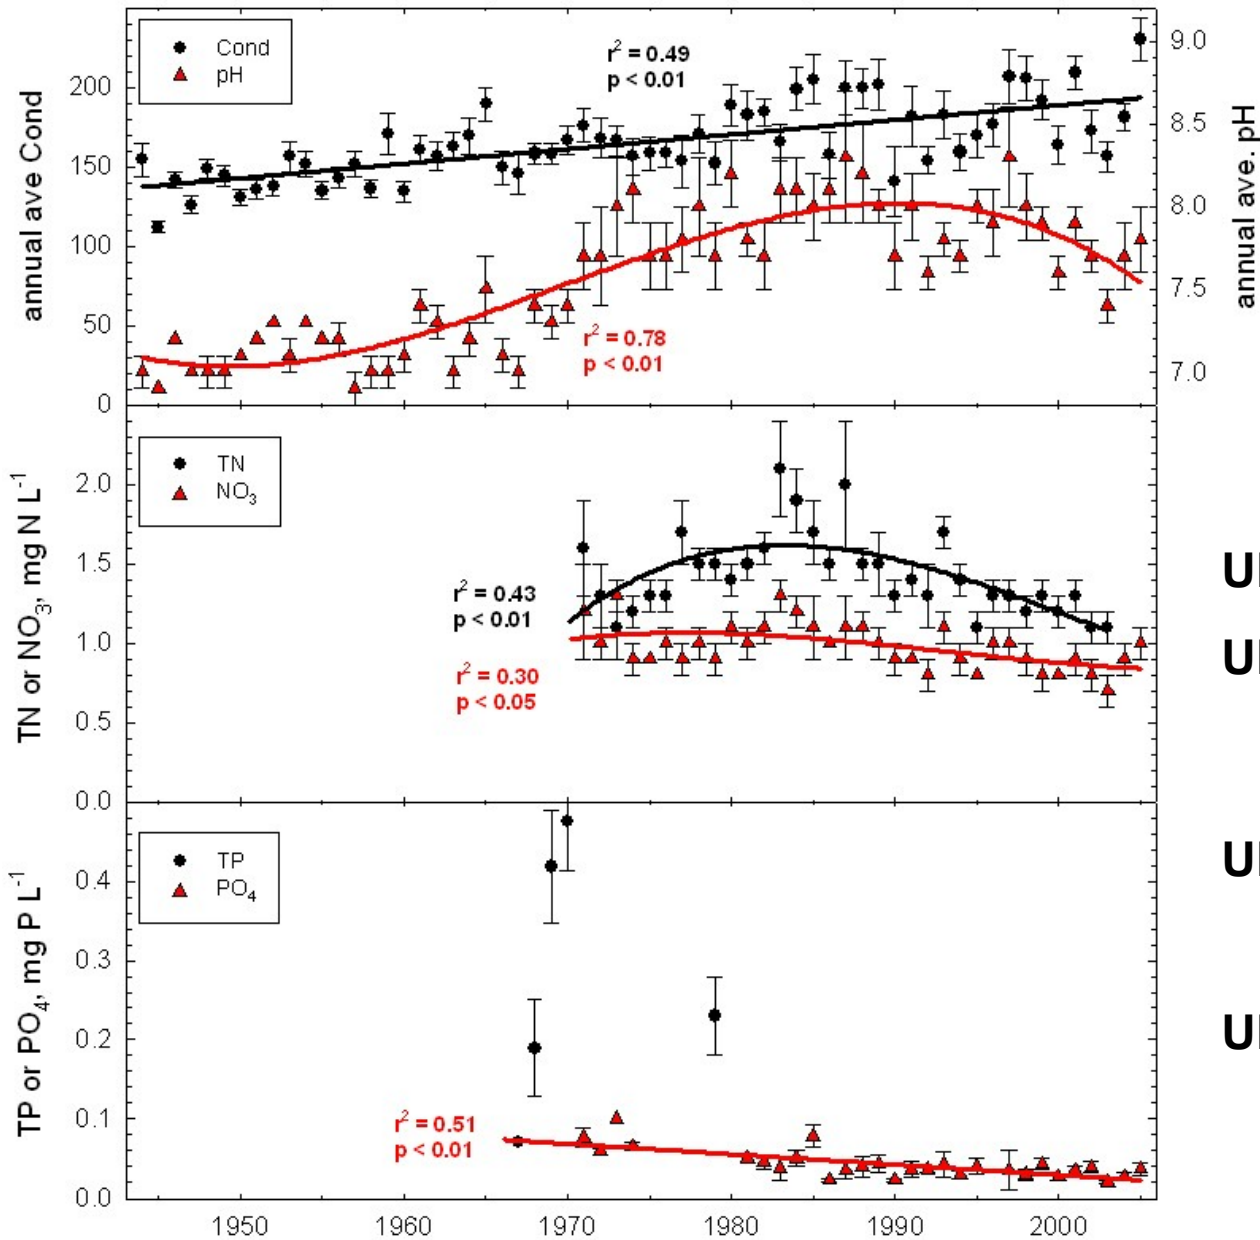 Cond
pH
r² = 0.49
p < 0.01
r² = 0.78
p < 0.01
annual ave Cond
200
150
100
50
0
9.0
8.5
8.0
7.5
7.0
annual ave. pH
TN
NO₃
r² = 0.43
p < 0.01
r² = 0.30
p < 0.05
TN or NO₃, mg N L⁻¹
2.0
1.5
1.0
0.5
0.0
TP
PO₄
r² = 0.51
p < 0.01
TP or PO₄, mg P L⁻¹
0.4
0.3
0.2
0.1
0.0
1950 1960 1970 1980 1990 2000